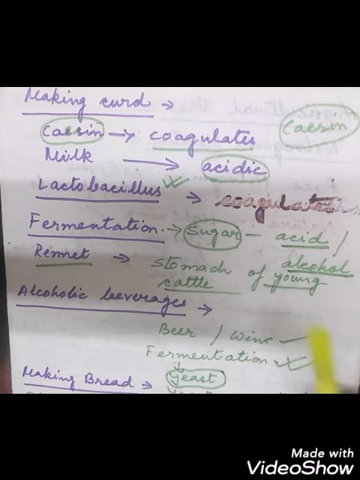 Making curd →
Caesin → coagulates Caesin
Milk → acidic
Lactobacillus → coagulates
Fermentation. → Sugar - acid /
alcohol
Rennet → stomach of young
cattle
Alcoholic beverages →
Beer / Wine
Fermentation
Making Bread → Yeast
Made with
VideoShow